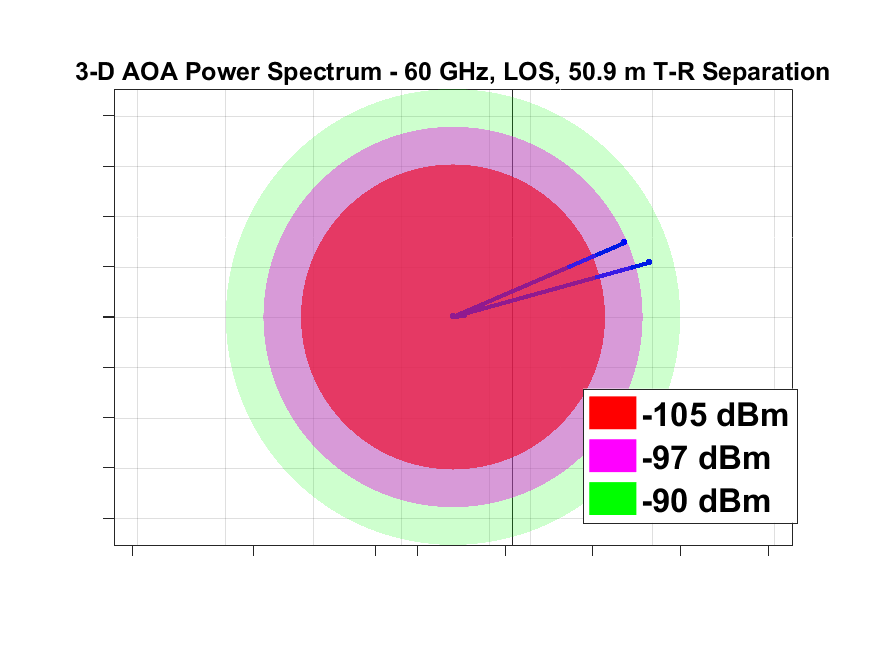 3-D AOA Power Spectrum - 60 GHz, LOS, 50.9 m T-R Separation
-105 dBm
-97 dBm
-90 dBm